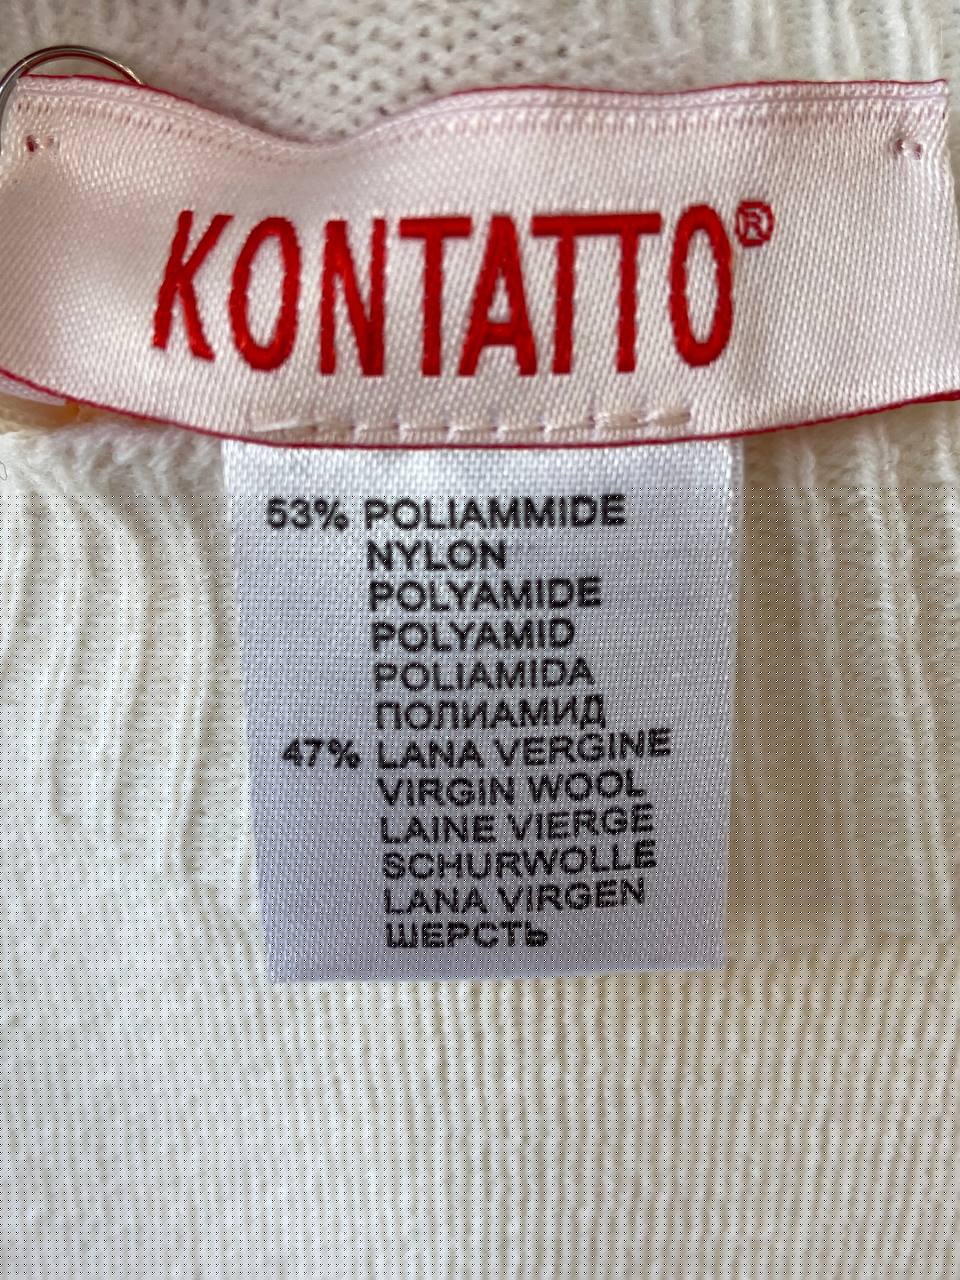 KONTATTO®
53% POLIAMMIDE
NYLON
POLYAMIDE
POLYAMID
POLIAMIDA
ПОЛИАМИД
47% LANA VERGINE
VIRGIN WOOL
LAINE VIERGE
SCHURWOLLE
LANA VIRGEN
ШЕРСТЬ